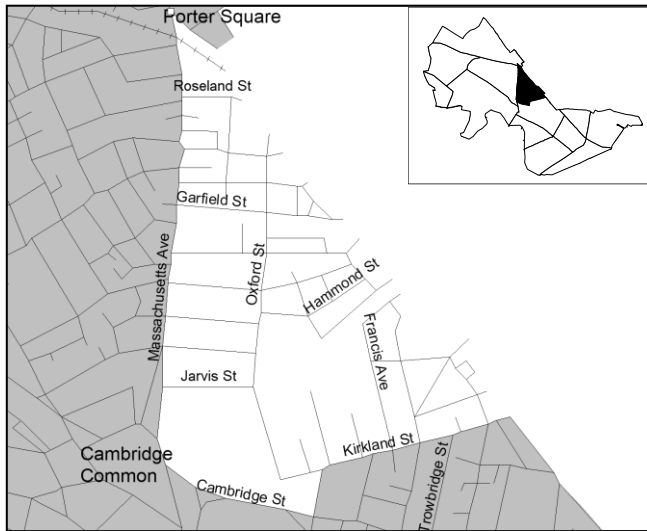 Porter Square
Roseland St
Garfield St
Massachusetts Ave
Oxford St
Hammond St
Francis Ave
Jarvis St
Kirkland St
Cambridge
Common
Cambridge St
Trowbridge St